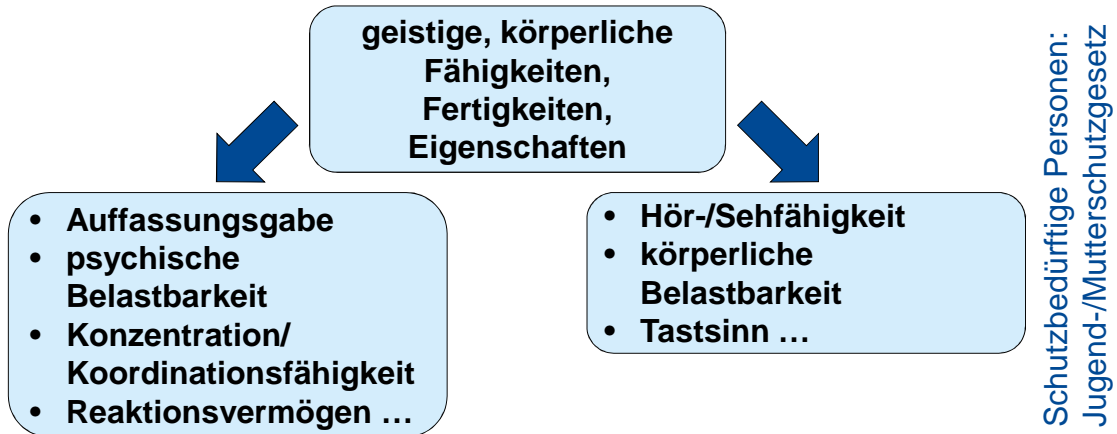 geistige, körperliche
Fähigkeiten,
Fertigkeiten,
Eigenschaften
• Auffassungsgabe
• psychische
Belastbarkeit
• Konzentration/
Koordinationsfähigkeit
• Reaktionsvermögen …
• Hör-/Sehfähigkeit
• körperliche
Belastbarkeit
• Tastsinn …
Schutzbedürftige Personen:
Jugend-/Mutterschutzgesetz